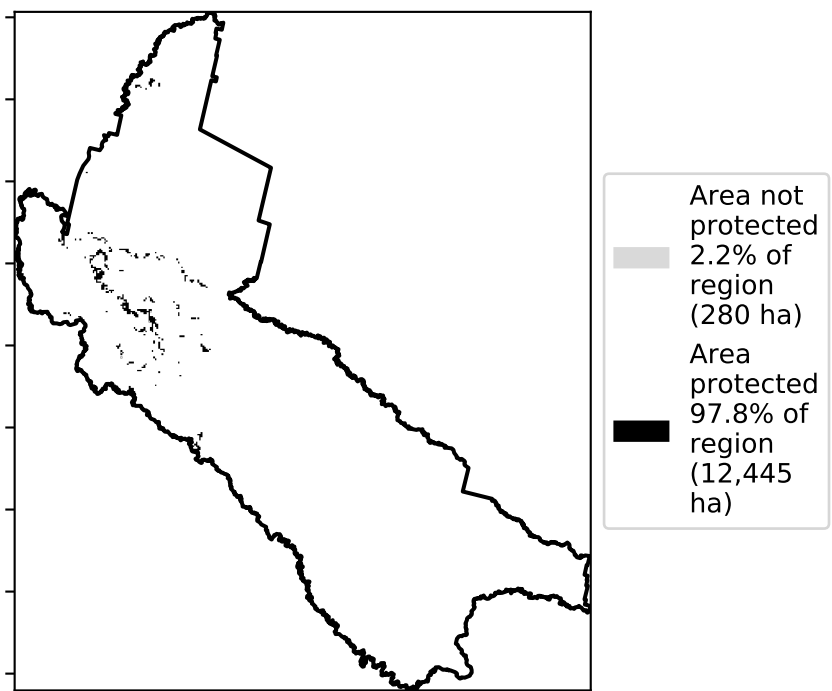 Area not
protected
2.2% of
region
(280 ha)
Area
protected
97.8% of
region
(12,445
ha)